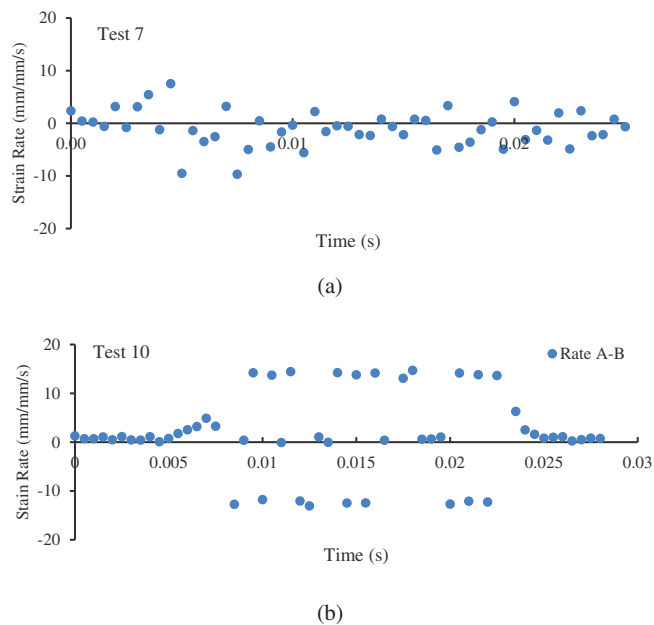 20
Test 7
10
0
0.00
0.01
0.02
-10
-20
Strain Rate (mm/mm/s)
Time (s)
(a)
20
Test 10
Rate A-B
10
0
0
0.005
0.01
0.015
0.02
0.025
0.03
-10
-20
Stain Rate (mm/mm/s)
Time (s)
(b)